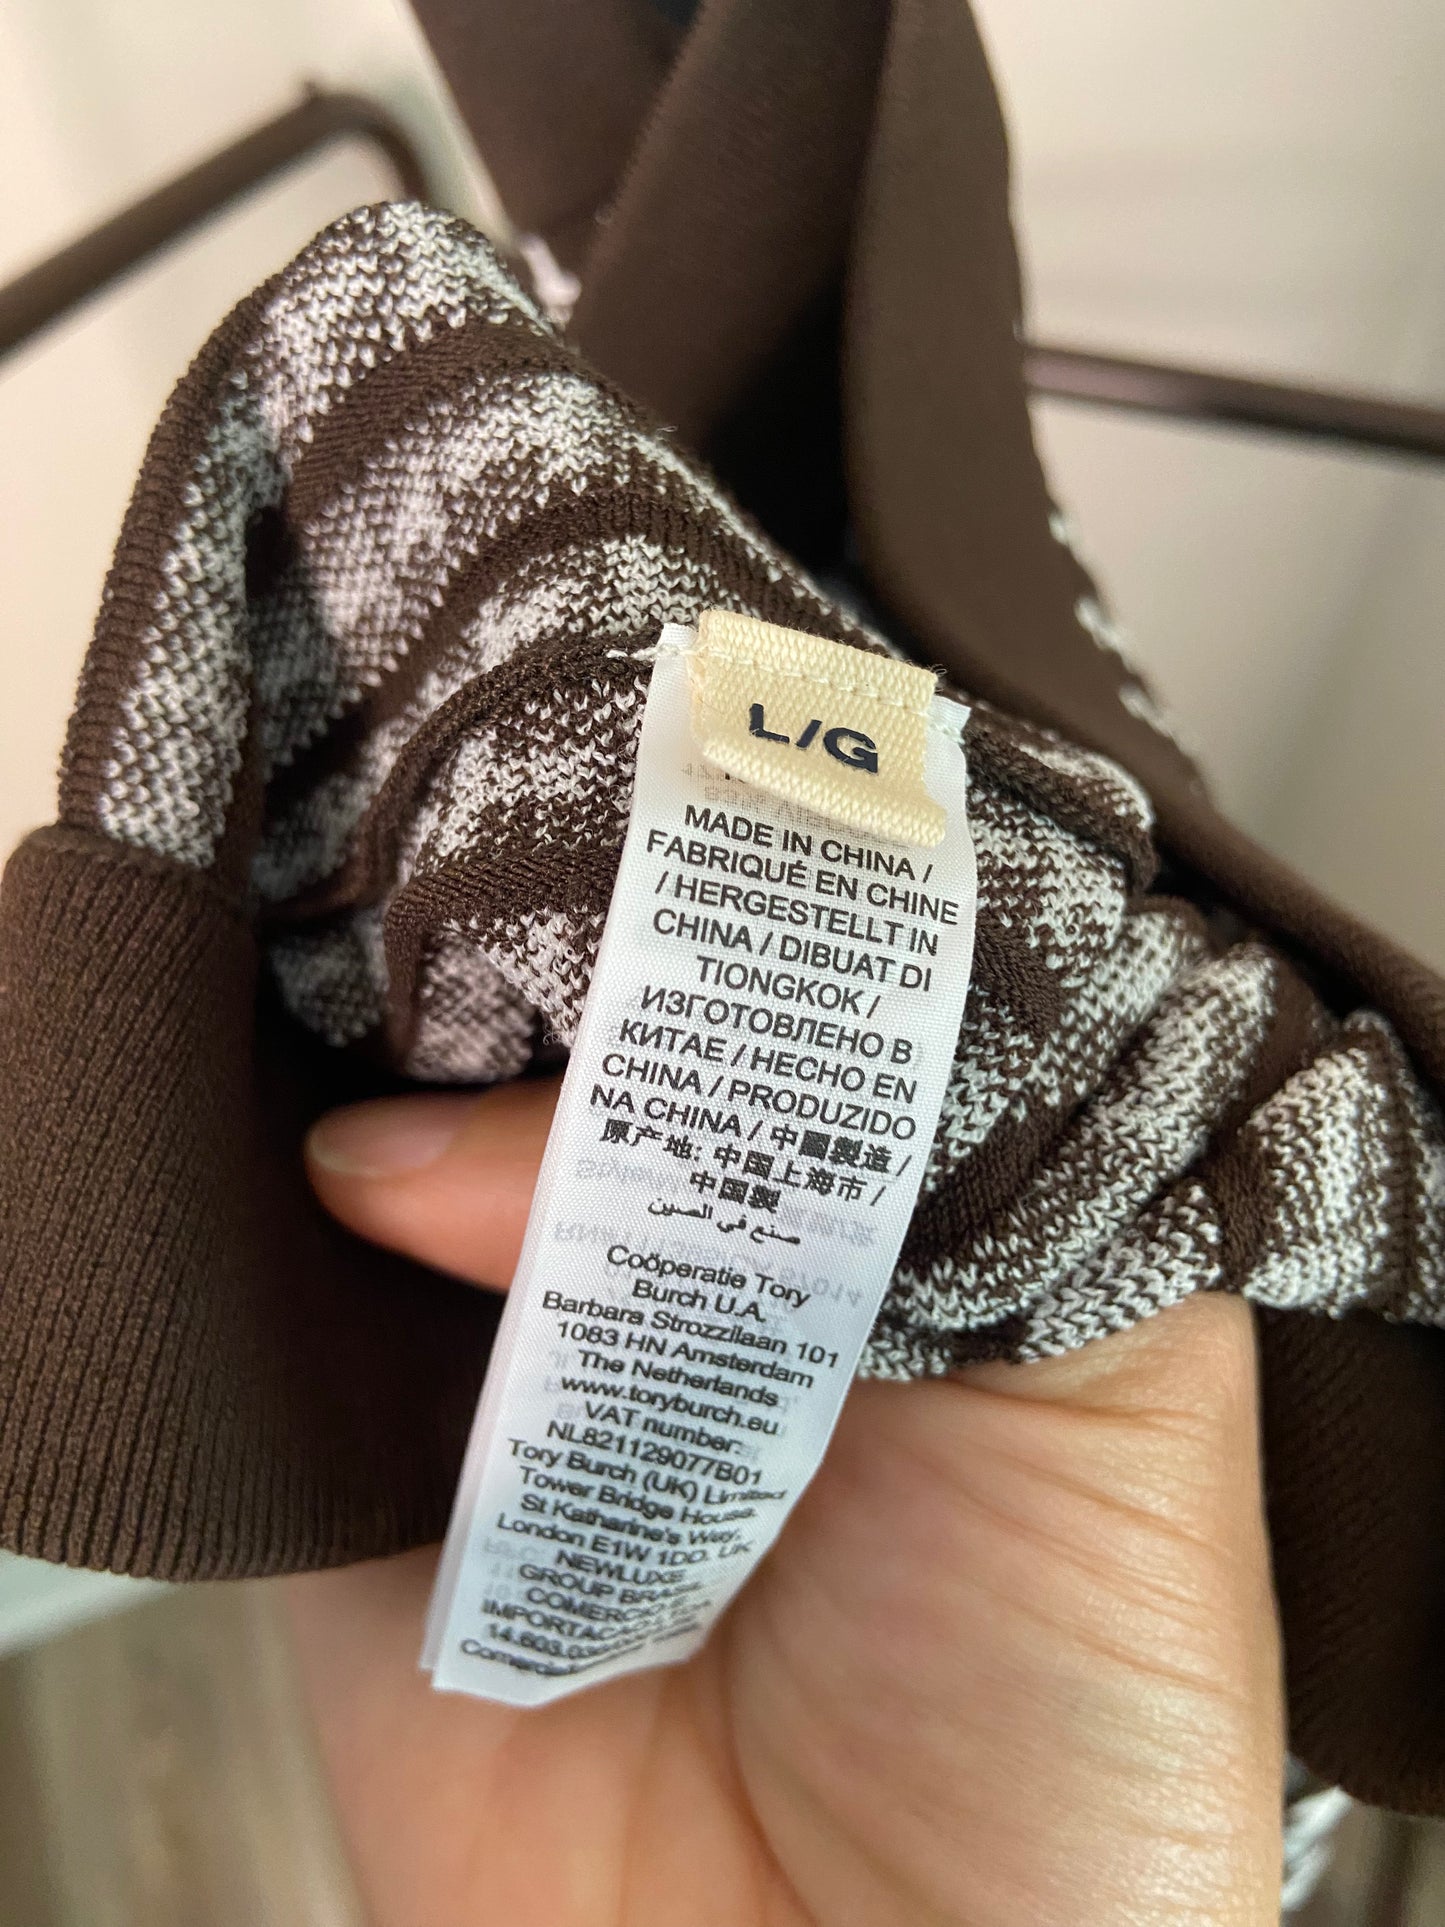 L/G
MADE IN CHINA /
FABRIQUÉ EN CHINE
/ HERGESTELLT IN
CHINA / DIBUAT DI
TIONGKOK /
ИЗГОТОВЛЕНО В
КИТАЕ / HECHO EN
CHINA / PRODUZIDO
NA CHINA / 中國製造 /
原产地: 中国上海市 /
中国製
صنع في الصين
Coöperatie Tory
Burch U.A.
Barbara Strozzilaan 101
1083 HN Amsterdam
The Netherlands
www.toryburch.eu
VAT number:
NL821129077B01
Tory Burch (UK) Limited
Tower Bridge House,
St Katharine's Way,
London E1W 1DD, UK
NEWLUXE
GROUP BRASIL
COMERCIO
IMPORTACAO